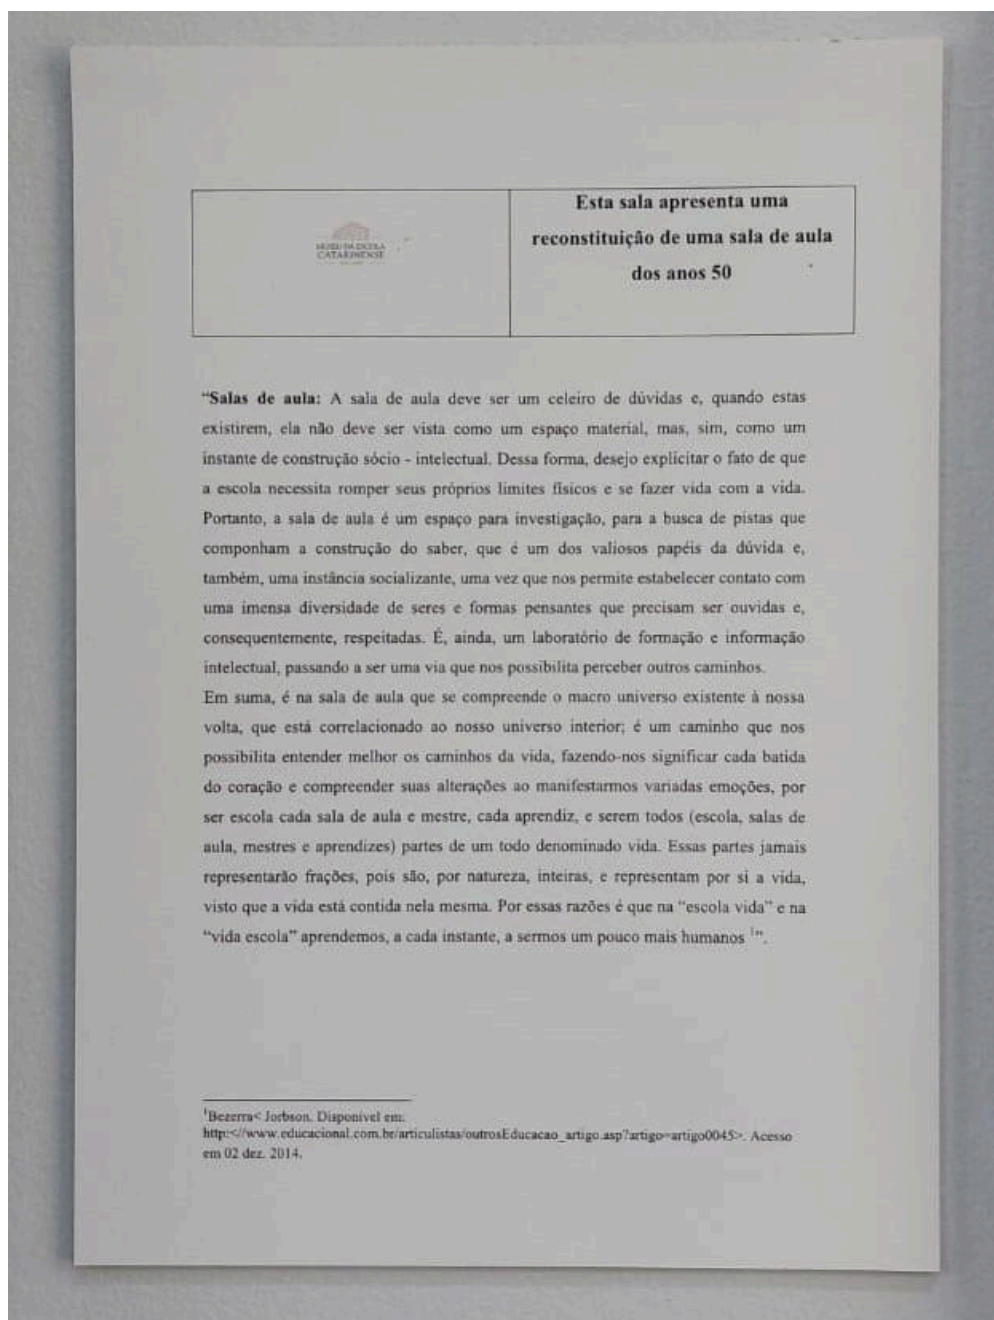 MUSEU DA ESCOLA
CATARINENSE
Esta sala apresenta uma
reconstituição de uma sala de aula
dos anos 50
“Salas de aula: A sala de aula deve ser um celeiro de dúvidas e, quando estas
existirem, ela não deve ser vista como um espaço material, mas, sim, como um
instante de construção sócio - intelectual. Dessa forma, desejo explicitar o fato de que
a escola necessita romper seus próprios limites físicos e se fazer vida com a vida.
Portanto, a sala de aula é um espaço para investigação, para a busca de pistas que
componham a construção do saber, que é um dos valiosos papéis da dúvida e,
também, uma instância socializante, uma vez que nos permite estabelecer contato com
uma imensa diversidade de seres e formas pensantes que precisam ser ouvidas e,
consequentemente, respeitadas. É, ainda, um laboratório de formação e informação
intelectual, passando a ser uma via que nos possibilita perceber outros caminhos.
Em suma, é na sala de aula que se compreende o macro universo existente à nossa
volta, que está correlacionado ao nosso universo interior; é um caminho que nos
possibilita entender melhor os caminhos da vida, fazendo-nos significar cada batida
do coração e compreender suas alterações ao manifestarmos variadas emoções, por
ser escola cada sala de aula e mestre, cada aprendiz, e serem todos (escola, salas de
aula, mestres e aprendizes) partes de um todo denominado vida. Essas partes jamais
representarão frações, pois são, por natureza, inteiras, e representam por si a vida,
visto que a vida está contida nela mesma. Por essas razões é que na “escola vida” e na
“vida escola” aprendemos, a cada instante, a sermos um pouco mais humanos ¹”.
¹Bezerra< Jorbson. Disponível em:
http:<//www.educacional.com.br/articulistas/outrosEducacao_artigo.asp?artigo=artigo0045>. Acesso
em 02 dez. 2014.